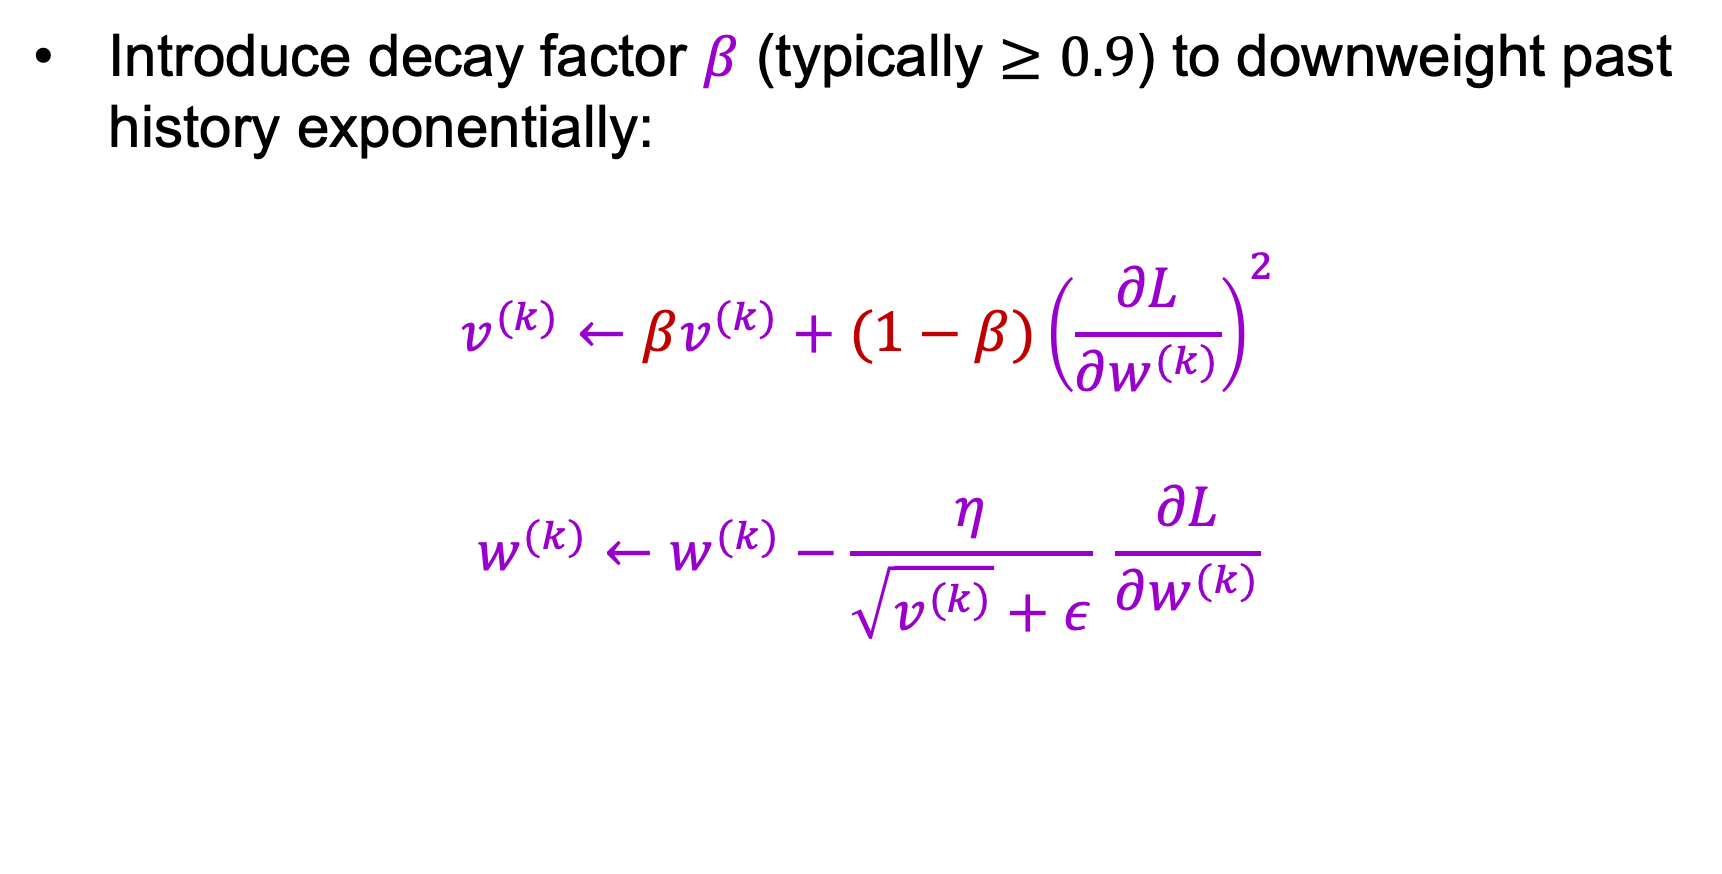 • Introduce decay factor β (typically ≥ 0.9) to downweight past
history exponentially:
v^(k) ← βv^(k) + (1 − β) (∂L/∂w^(k))^2
w^(k) ← w^(k) − η/(√v^(k) + ϵ) ∂L/∂w^(k)